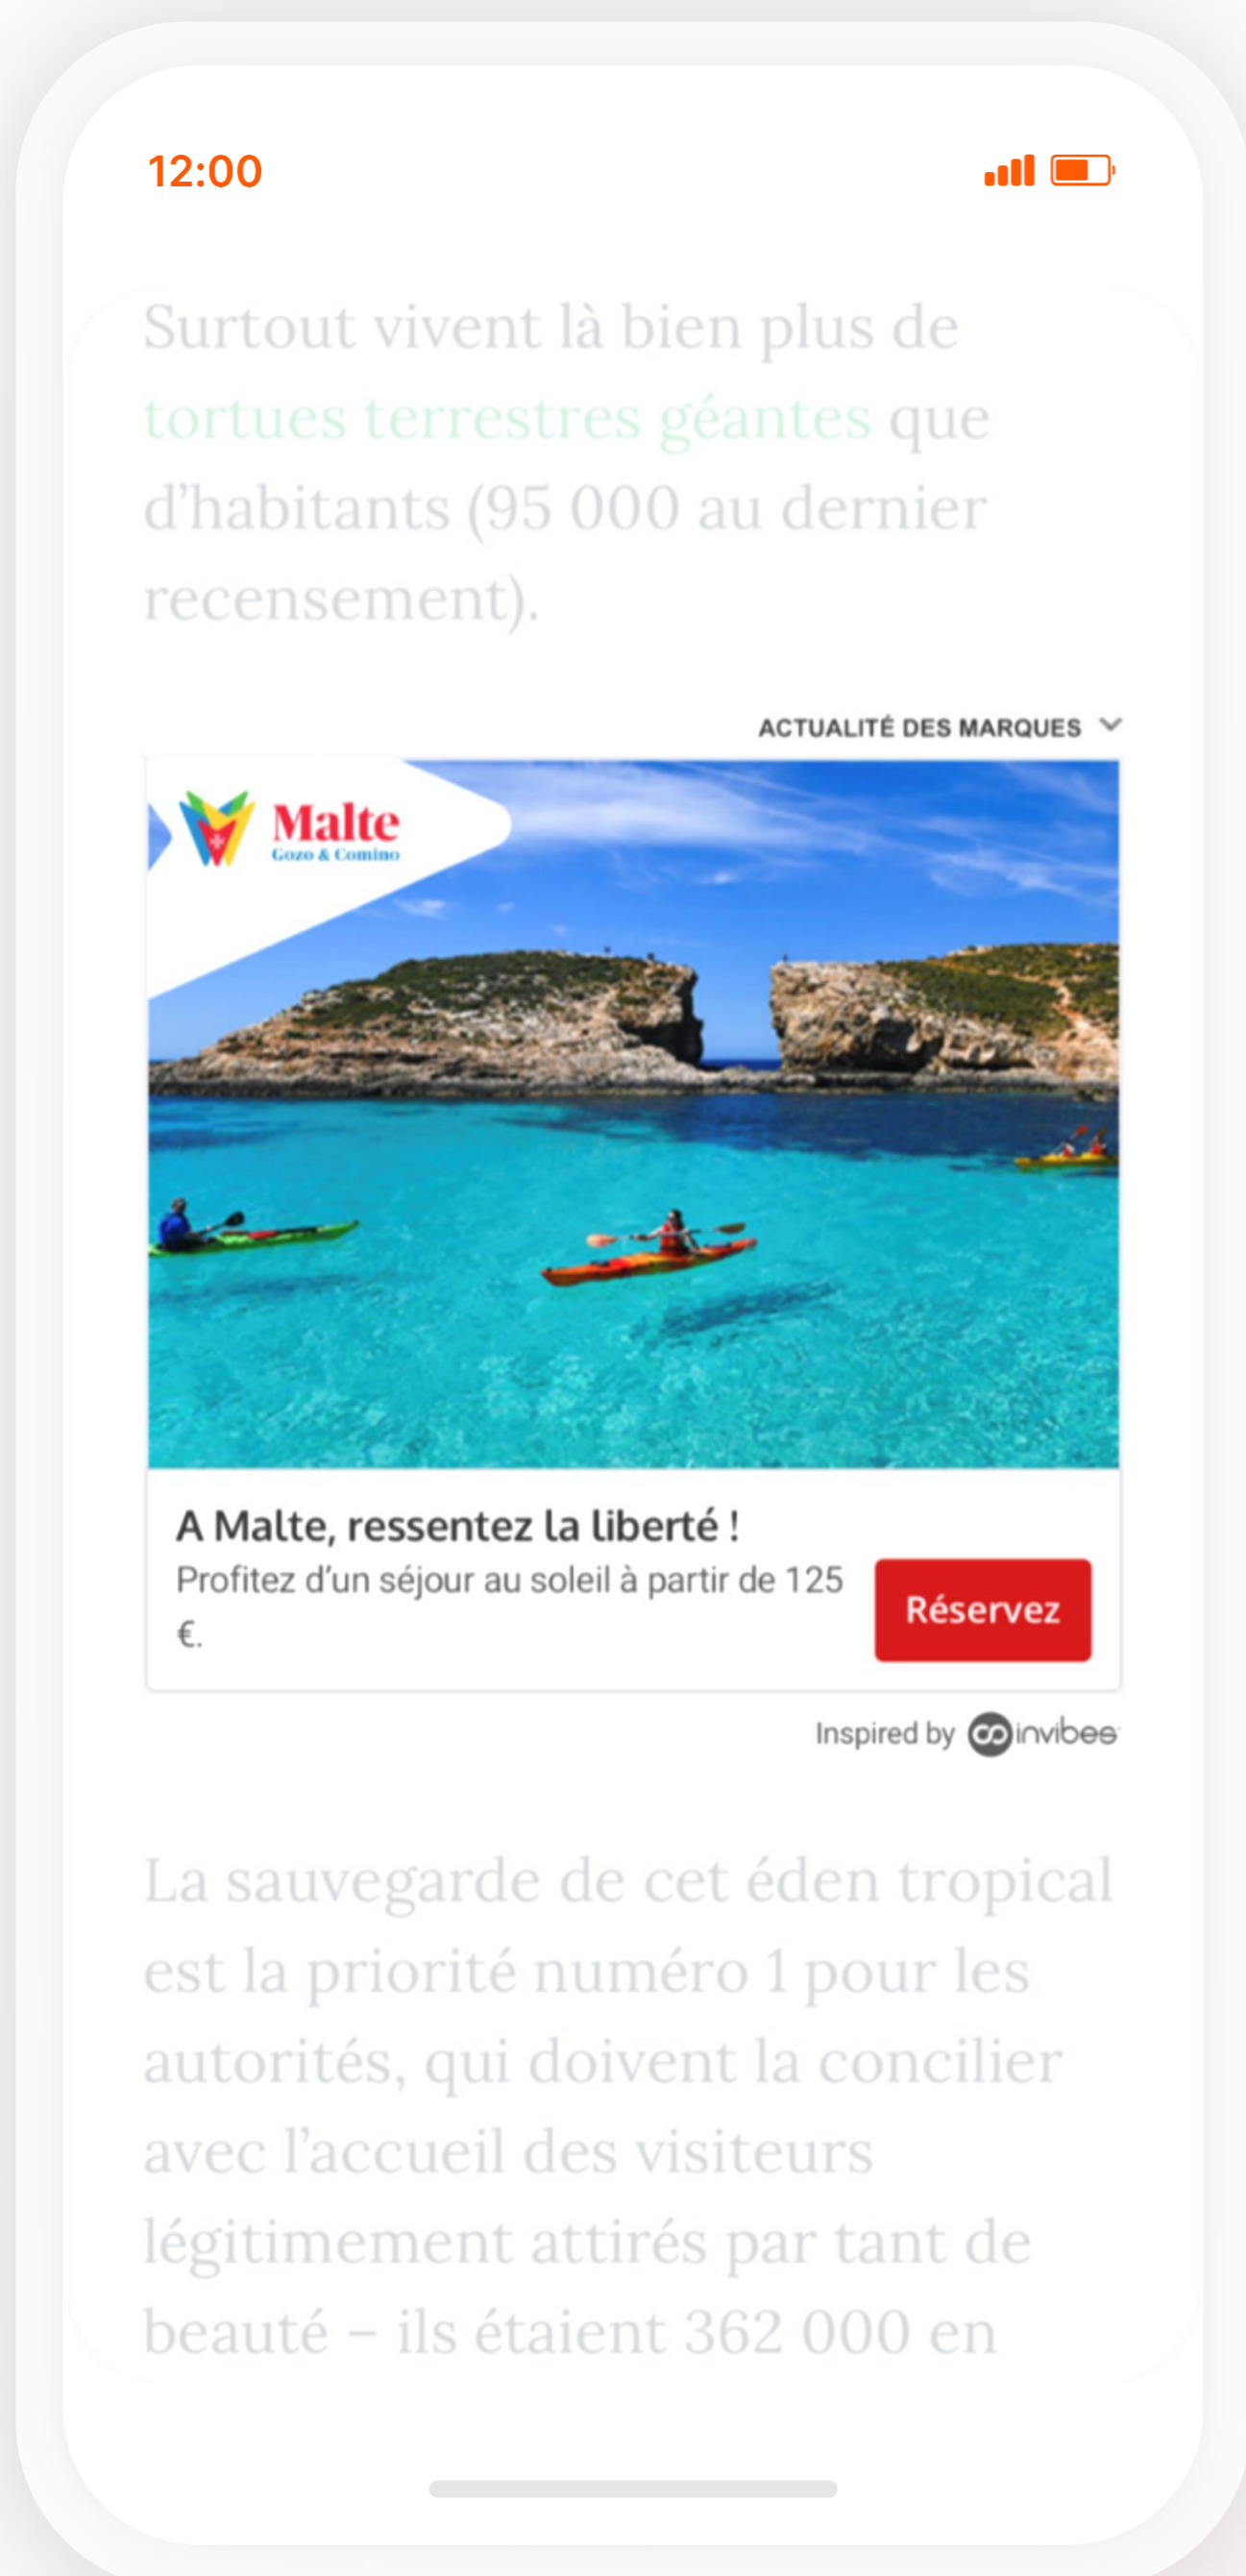 12:00
Surtout vivent là bien plus de
tortues terrestres géantes que
d’habitants (95 000 au dernier
recensement).
ACTUALITÉ DES MARQUES
Malte
Gozo & Comino
A Malte, ressentez la liberté !
Profitez d’un séjour au soleil à partir de 125
€.
Réservez
Inspired by invibes
La sauvegarde de cet éden tropical
est la priorité numéro 1 pour les
autorités, qui doivent la concilier
avec l’accueil des visiteurs
légitimement attirés par tant de
beauté – ils étaient 362 000 en